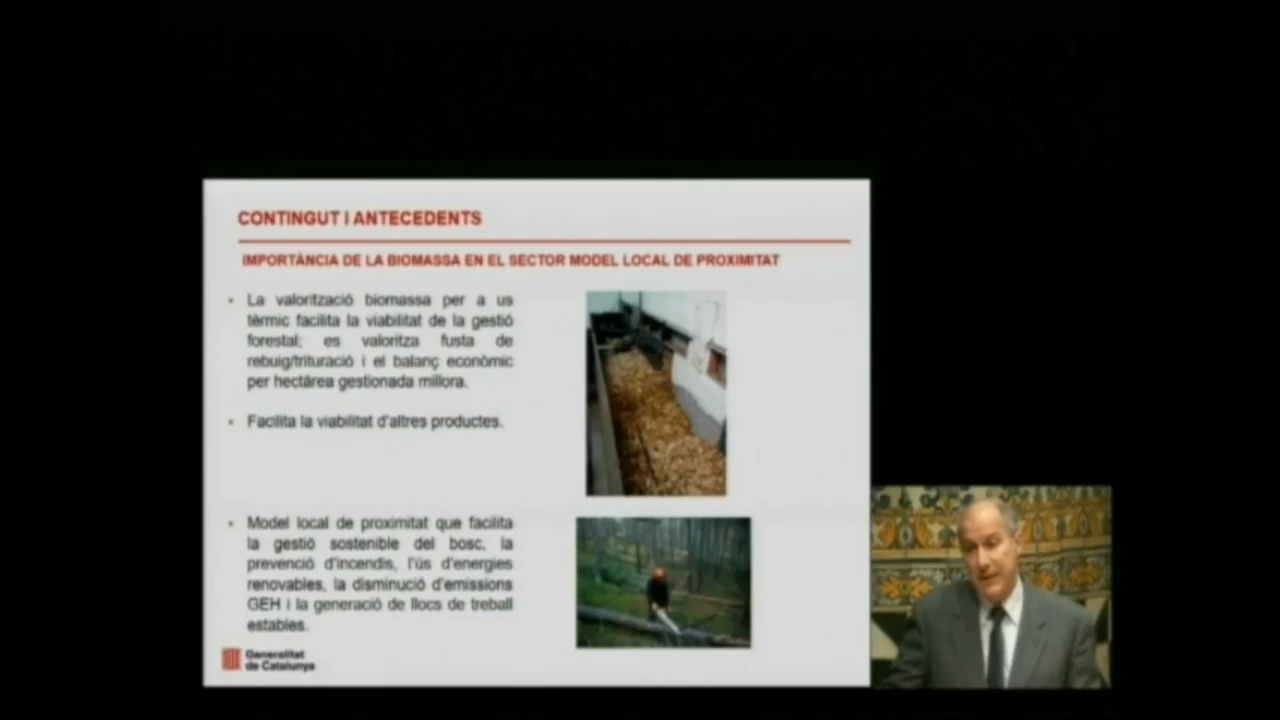 CONTINGUT I ANTECEDENTS
IMPORTÀNCIA DE LA BIOMASSA EN EL SECTOR MODEL LOCAL DE PROXIMITAT
• La valorització biomassa per a us
tèrmic facilita la viabilitat de la gestió
forestal; es valoritza fusta de
rebuig/trituració i el balanç econòmic
per hectàrea gestionada millora.
• Facilita la viabilitat d'altres productes.
• Model local de proximitat que facilita
la gestió sostenible del bosc, la
prevenció d'incendis, l'ús d'energies
renovables, la disminució d'emissions
GEH i la generació de llocs de treball
estables.
Generalitat
de Catalunya